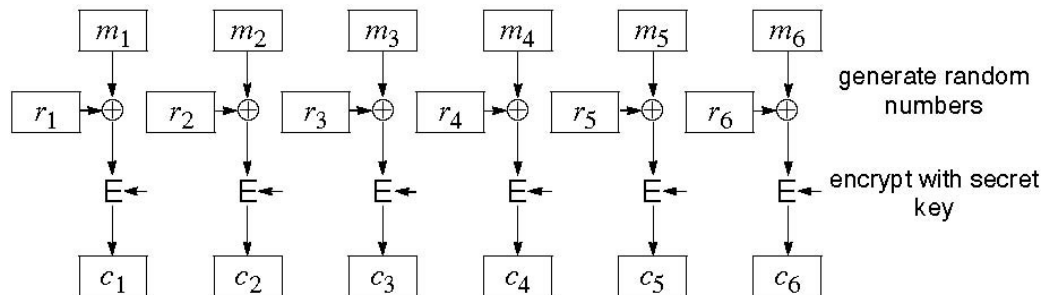 m1 m2 m3 m4 m5 m6
generate random
numbers
r1 r2 r3 r4 r5 r6
E E E E E E
encrypt with secret
key
c1 c2 c3 c4 c5 c6